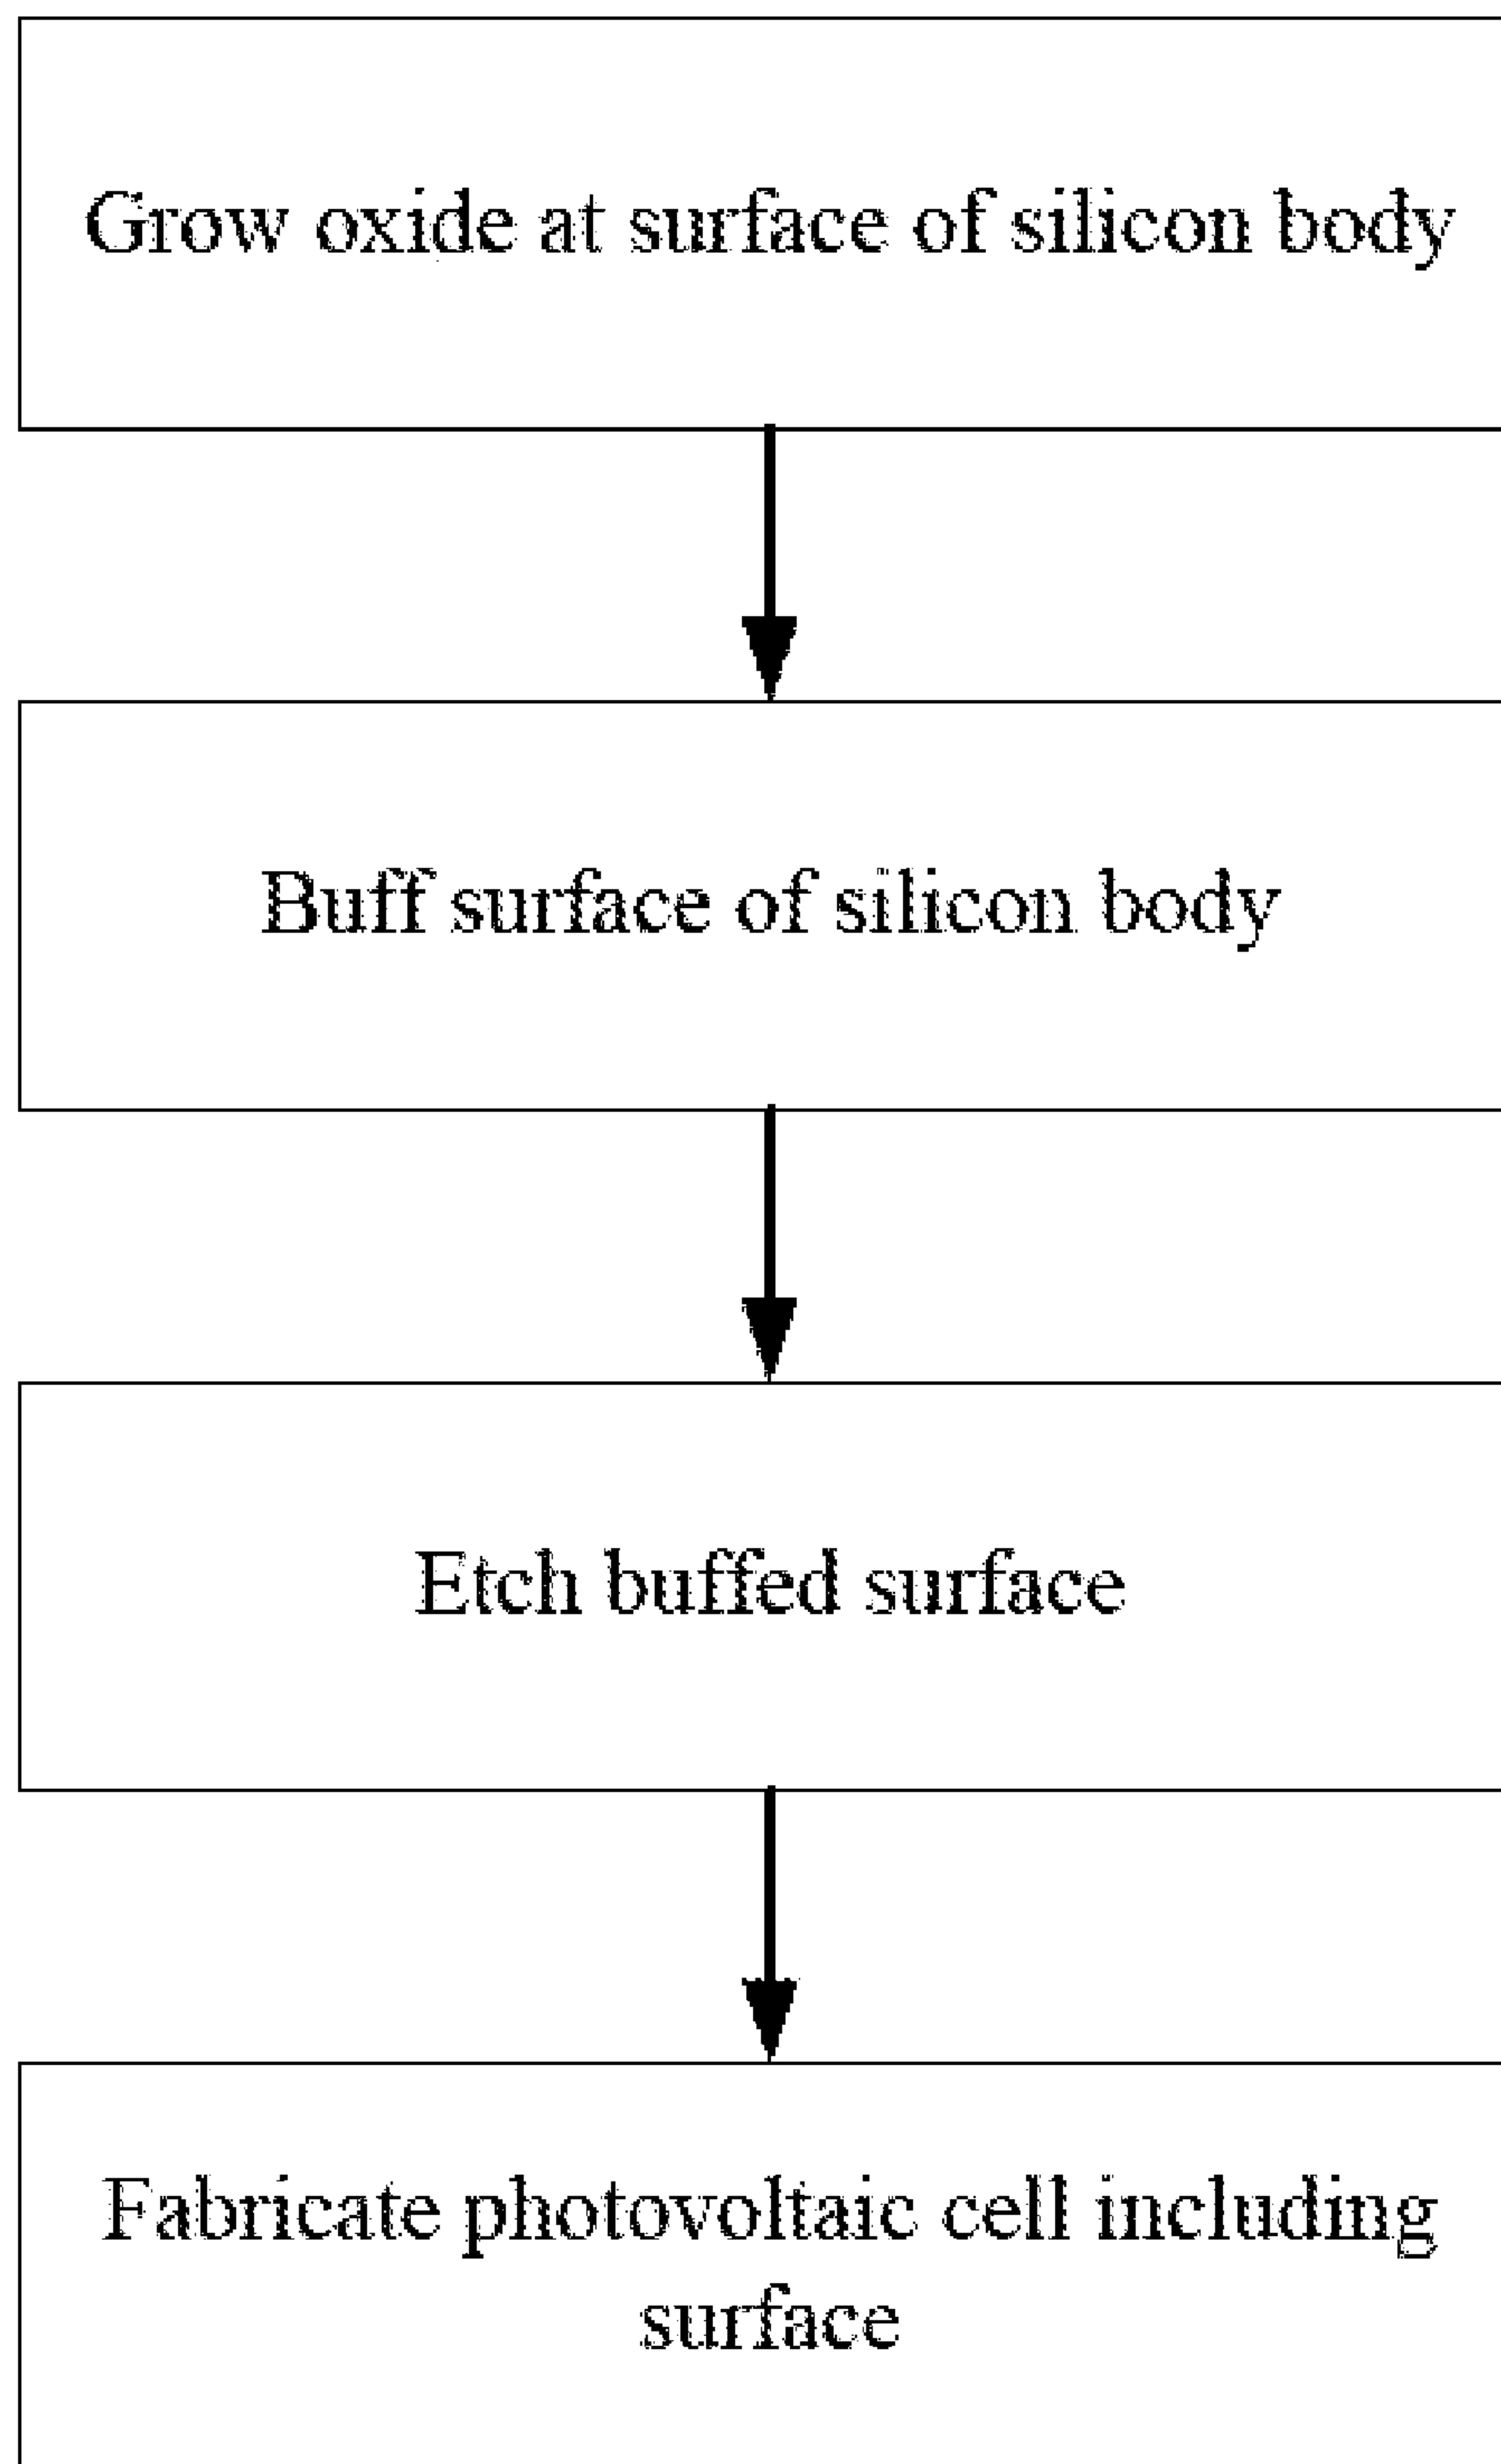 Grow oxide at surface of silicon body
Buff surface of silicon body
Etch buffed surface
Fabricate photovoltaic cell including
surface